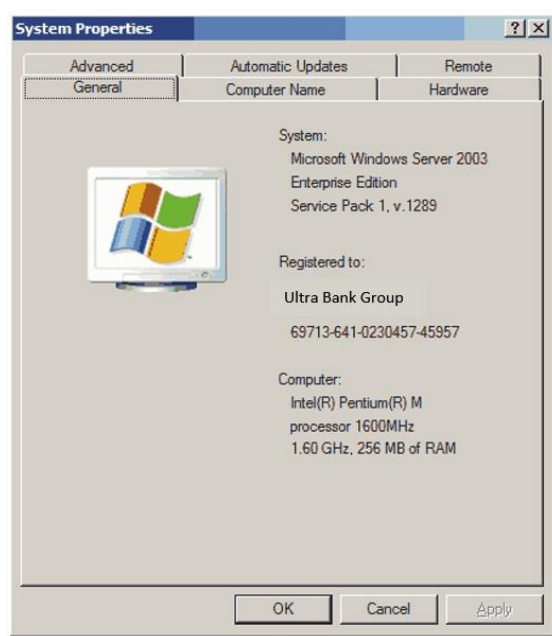 System Properties
? X
Advanced Automatic Updates Remote
General Computer Name Hardware
System:
Microsoft Windows Server 2003
Enterprise Edition
Service Pack 1, v.1289
Registered to:
Ultra Bank Group
69713-641-0230457-45957
Computer:
Intel(R) Pentium(R) M
processor 1600MHz
1.60 GHz, 256 MB of RAM
OK Cancel Apply